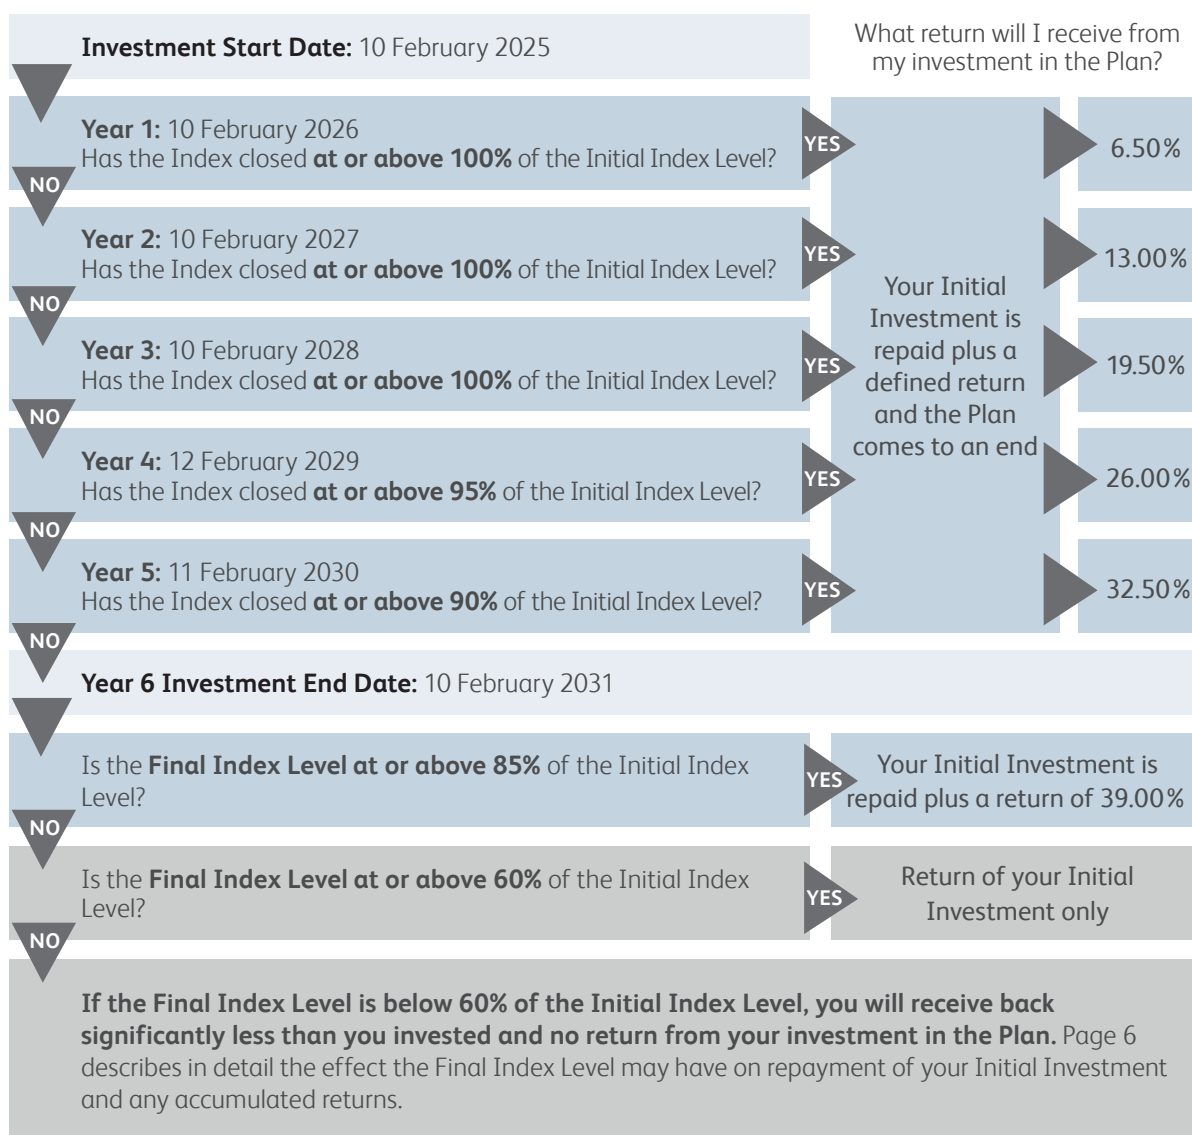 Investment Start Date: 10 February 2025
What return will I receive from
my investment in the Plan?
Year 1: 10 February 2026
Has the Index closed at or above 100% of the Initial Index Level?
YES
6.50%
NO
Year 2: 10 February 2027
Has the Index closed at or above 100% of the Initial Index Level?
YES
13.00%
NO
Year 3: 10 February 2028
Has the Index closed at or above 100% of the Initial Index Level?
YES
19.50%
NO
Year 4: 12 February 2029
Has the Index closed at or above 95% of the Initial Index Level?
YES
26.00%
NO
Year 5: 11 February 2030
Has the Index closed at or above 90% of the Initial Index Level?
YES
32.50%
Your Initial
Investment is
repaid plus a
defined return
and the Plan
comes to an end
NO
Year 6 Investment End Date: 10 February 2031
Is the Final Index Level at or above 85% of the Initial Index
Level?
YES
Your Initial Investment is
repaid plus a return of 39.00%
NO
Is the Final Index Level at or above 60% of the Initial Index
Level?
YES
Return of your Initial
Investment only
NO
If the Final Index Level is below 60% of the Initial Index Level, you will receive back
significantly less than you invested and no return from your investment in the Plan. Page 6
describes in detail the effect the Final Index Level may have on repayment of your Initial Investment
and any accumulated returns.